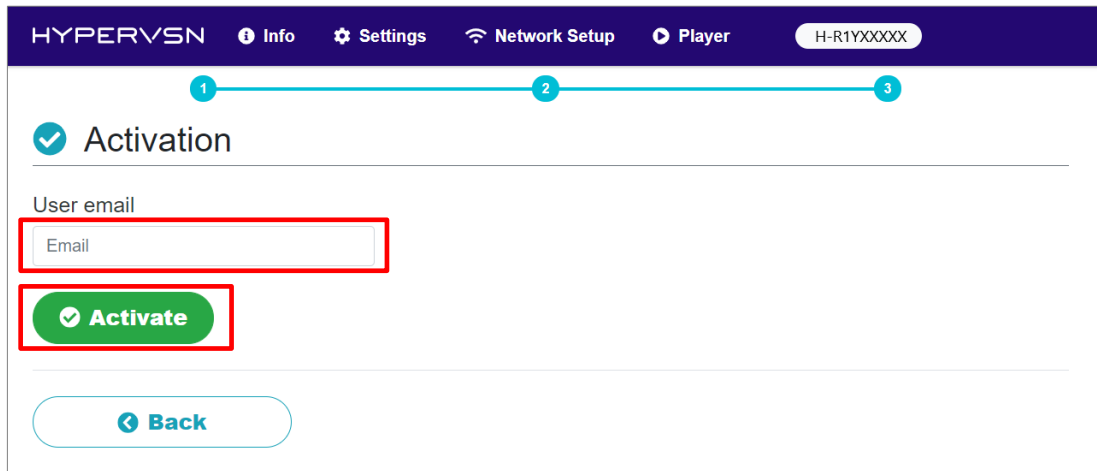 HYPERVSN Info Settings Network Setup Player H-R1YXXXXX
1 2 3
Activation
User email
Email
Activate
Back